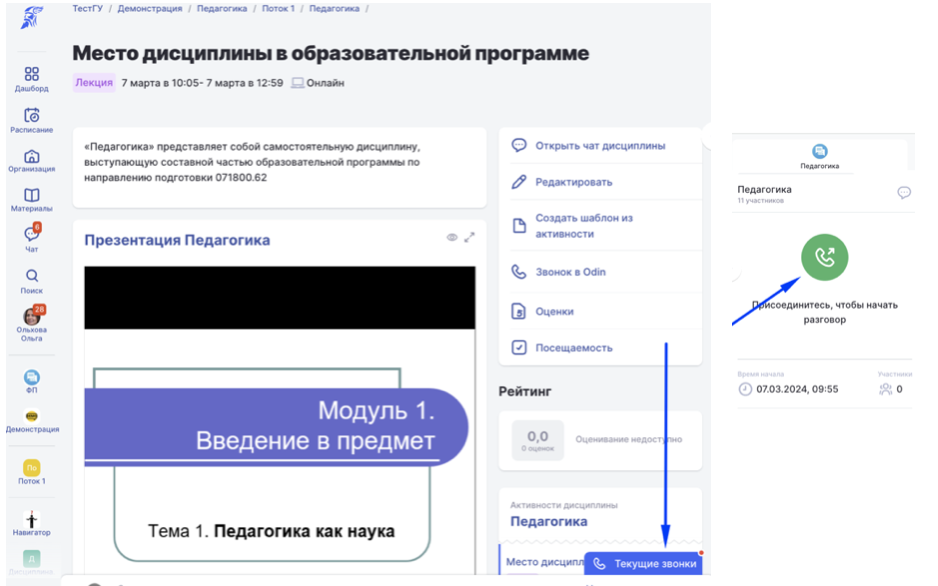 ТестГУ / Демонстрация / Педагогика / Поток 1 / Педагогика /
Место дисциплины в образовательной программе
Лекция 7 марта в 10:05- 7 марта в 12:59 Онлайн
Дашборд
Расписание
Организация
Материалы
6
Чат
Поиск
28
Ольхова
Ольга
ФП
Демонстрация
По
Поток 1
Навигатор
Д
Дисциплина
«Педагогика» представляет собой самостоятельную дисциплину,
выступающую составной частью образовательной программы по
направлению подготовки 071800.62
Презентация Педагогика
Модуль 1.
Введение в предмет
Тема 1. Педагогика как наука
Открыть чат дисциплины
Редактировать
Создать шаблон из
активности
Звонок в Odin
Оценки
Посещаемость
Рейтинг
0,0
0 оценок
Оценивание недоступно
Активности дисциплины
Педагогика
Место дисципл
Текущие звонки
Педагогика
Педагогика
11 участников
Присоединитесь, чтобы начать
разговор
Время начала
07.03.2024, 09:55
Участники
0